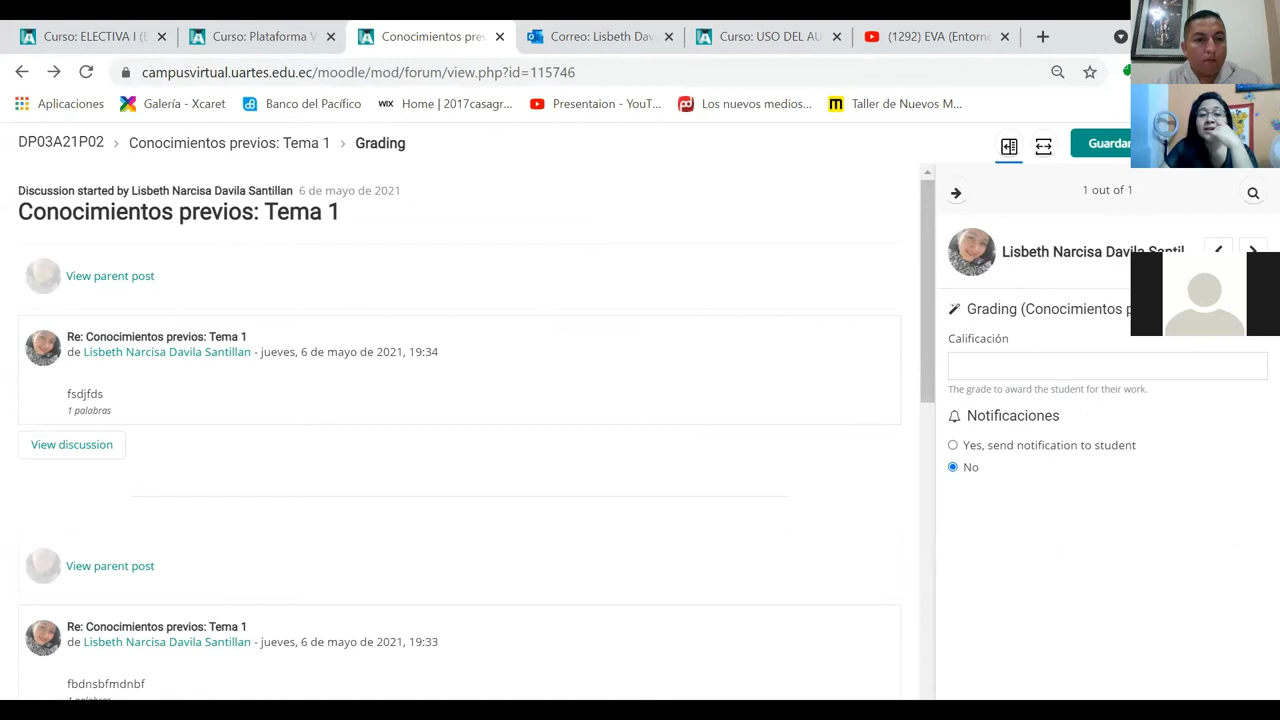 Curso: ELECTIVA I (E
Curso: Plataforma V
Conocimientos prev
Correo: Lisbeth Dav
Curso: USO DEL AU
(1292) EVA (Entorn
campusvirtual.uartes.edu.ec/moodle/mod/forum/view.php?id=115746
Aplicaciones
Galería - Xcaret
Banco del Pacífico
WIX Home | 2017casagr...
Presentaion - YouT...
Los nuevos medios...
Taller de Nuevos M...
DP03A21P02 > Conocimientos previos: Tema 1 > Grading
Guardar
Discussion started by Lisbeth Narcisa Davila Santillan 6 de mayo de 2021
Conocimientos previos: Tema 1
View parent post
Re: Conocimientos previos: Tema 1
de Lisbeth Narcisa Davila Santillan - jueves, 6 de mayo de 2021, 19:34
fsdjfds
1 palabras
View discussion
View parent post
Re: Conocimientos previos: Tema 1
de Lisbeth Narcisa Davila Santillan - jueves, 6 de mayo de 2021, 19:33
fbdnsbfmdnbf
1 palabras
1 out of 1
Lisbeth Narcisa Davila Santil
Grading (Conocimientos p
Calificación
The grade to award the student for their work.
Notificaciones
Yes, send notification to student
No